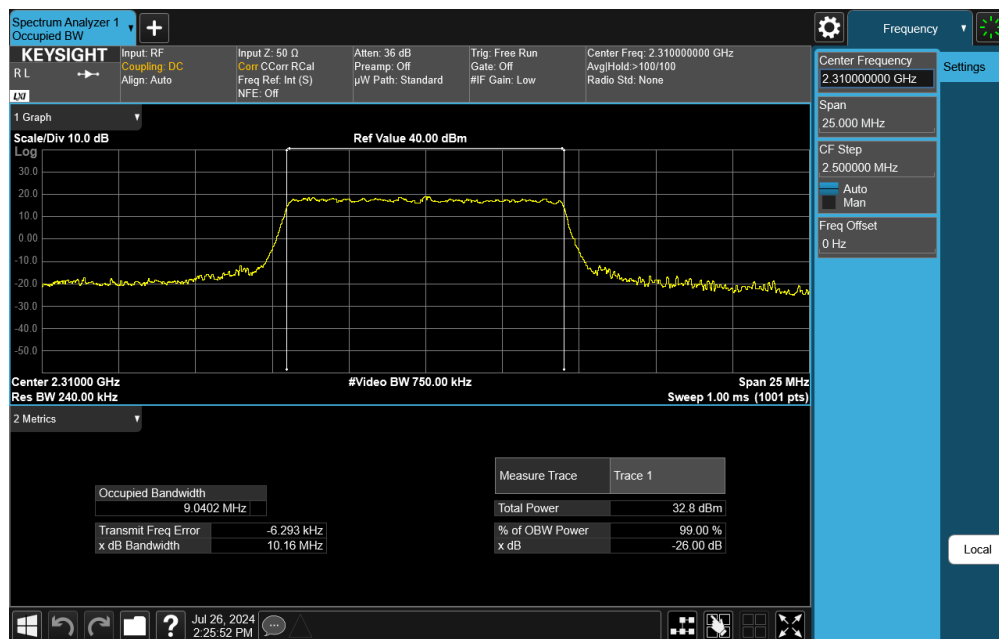 Spectrum Analyzer 1
Occupied BW
Frequency
KEYSIGHT
R L
LXI
Input: RF
Coupling: DC
Align: Auto
Input Z: 50 Ω
Corr CCorr RCal
Freq Ref: Int (S)
NFE: Off
Atten: 36 dB
Preamp: Off
µW Path: Standard
Trig: Free Run
Gate: Off
#IF Gain: Low
Center Freq: 2.310000000 GHz
Avg|Hold:>100/100
Radio Std: None
Center Frequency
2.310000000 GHz
Settings
Span
25.000 MHz
CF Step
2.500000 MHz
Auto
Man
Freq Offset
0 Hz
1 Graph
Scale/Div 10.0 dB
Ref Value 40.00 dBm
Log
30.0
20.0
10.0
0.00
-10.0
-20.0
-30.0
-40.0
-50.0
Center 2.31000 GHz
#Video BW 750.00 kHz
Span 25 MHz
Res BW 240.00 kHz
Sweep 1.00 ms (1001 pts)
2 Metrics
Measure Trace
Trace 1
Occupied Bandwidth
9.0402 MHz
Total Power
32.8 dBm
Transmit Freq Error
-6.293 kHz
% of OBW Power
99.00 %
x dB Bandwidth
10.16 MHz
x dB
-26.00 dB
Local
Jul 26, 2024
2:25:52 PM